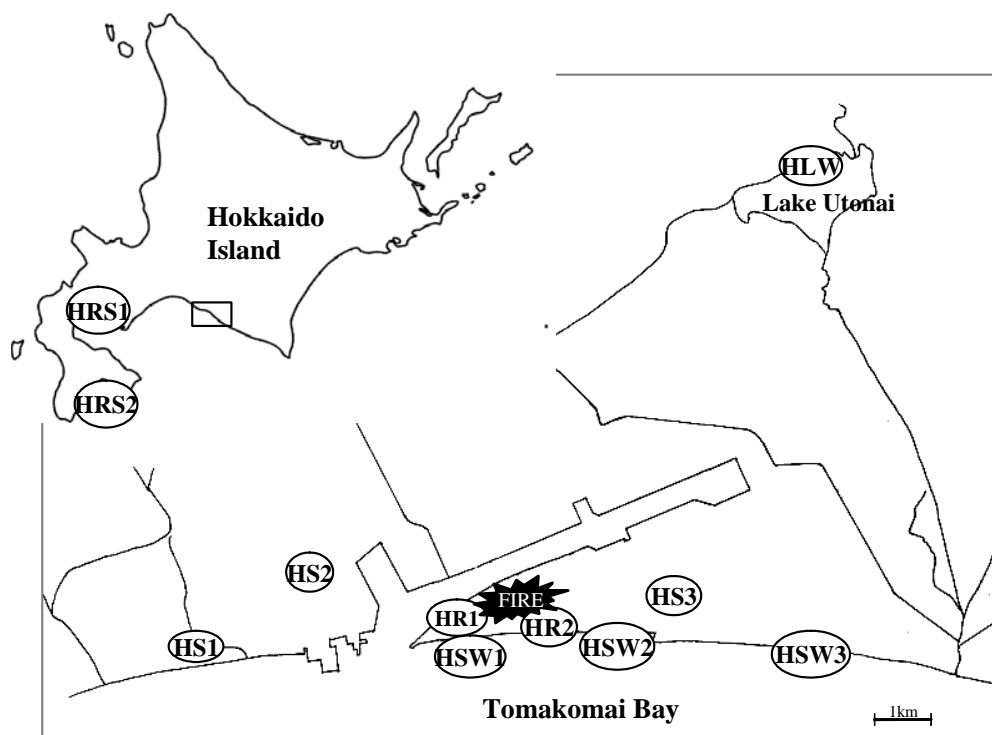 HLW
Lake Utonai
Hokkaido
Island
HRS1
HRS2
HS2
FIRE
HS3
HR1
HR2
HS1
HSW1
HSW2
HSW3
Tomakomai Bay
1km